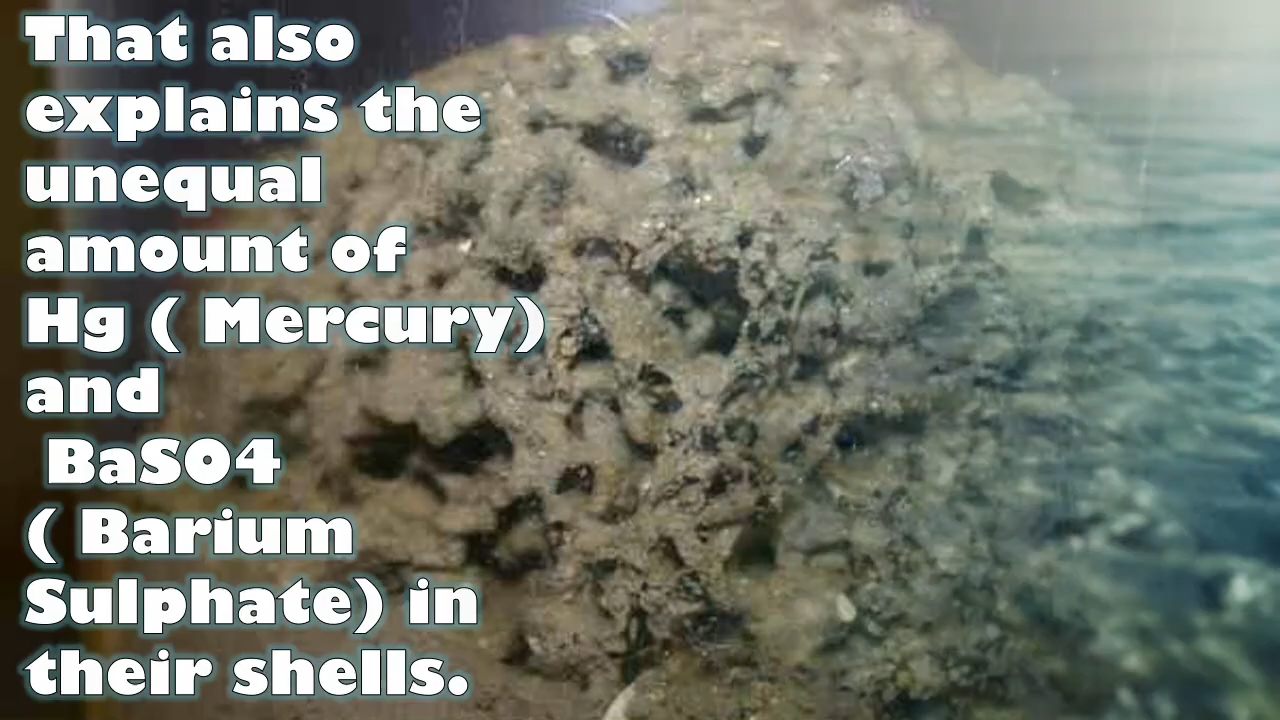 That also
explains the
unequal
amount of
Hg ( Mercury)
and
BaSO4
( Barium
Sulphate) in
their shells.